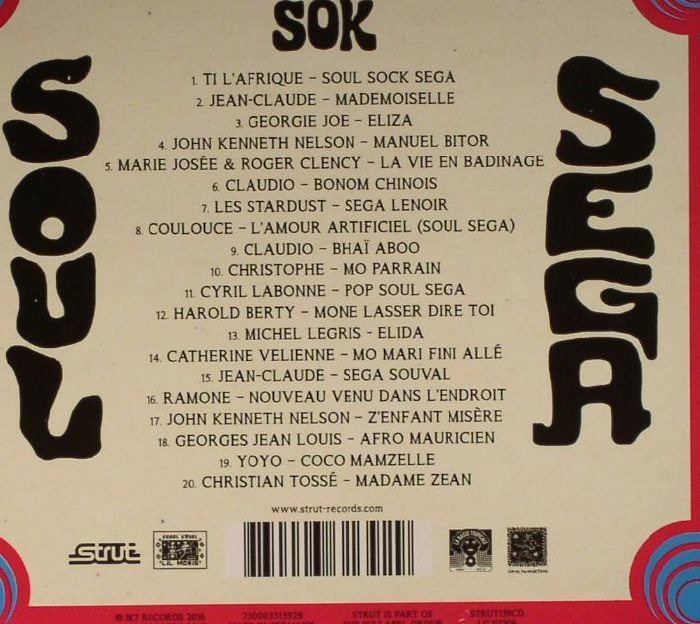 SOK
SOUL
SEGA
1. TI L'AFRIQUE – SOUL SOCK SEGA
2. JEAN-CLAUDE – MADEMOISELLE
3. GEORGIE JOE – ELIZA
4. JOHN KENNETH NELSON – MANUEL BITOR
5. MARIE JOSÉE & ROGER CLENCY – LA VIE EN BADINAGE
6. CLAUDIO – BONOM CHINOIS
7. LES STARDUST – SEGA LENOIR
8. COULOUCE – L'AMOUR ARTIFICIEL (SOUL SEGA)
9. CLAUDIO – BHAÏ ABOO
10. CHRISTOPHE – MO PARRAIN
11. CYRIL LABONNE – POP SOUL SEGA
12. HAROLD BERTY – MONE LASSER DIRE TOI
13. MICHEL LEGRIS - ELIDA
14. CATHERINE VELIENNE – MO MARI FINI ALLÉ
15. JEAN-CLAUDE – SEGA SOUVAL
16. RAMONE – NOUVEAU VENU DANS L'ENDROIT
17. JOHN KENNETH NELSON – Z'ENFANT MISÈRE
18. GEORGES JEAN LOUIS – AFRO MAURICIEN
19. YOYO – COCO MAMZELLE
20. CHRISTIAN TOSSÉ – MADAME ZEAN
www.strut-records.com
Strut
© !K7 RECORDS 2016 730003313929 STRUT IS PART OF STRUT139CD